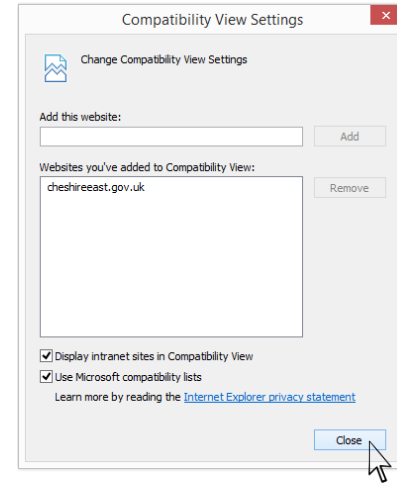 Compatibility View Settings
Change Compatibility View Settings
Add this website:
Add
Websites you've added to Compatibility View:
cheshireeast.gov.uk
Remove
Display intranet sites in Compatibility View
Use Microsoft compatibility lists
Learn more by reading the Internet Explorer privacy statement
Close